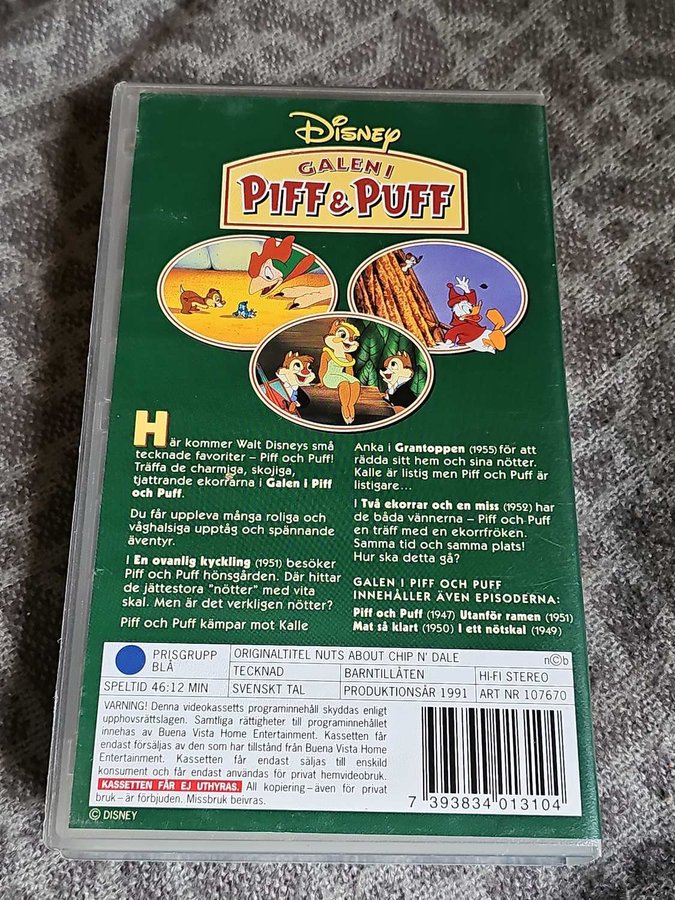 Disney
GALEN I
PIFF & PUFF
Här kommer Walt Disneys små
tecknade favoriter – Piff och Puff!
Träffa de charmiga, skojiga,
tjattrande ekorrarna i Galen i Piff
och Puff.
Du får uppleva många roliga och
våghalsiga upptåg och spännande
äventyr.
I En ovanlig kyckling (1951) besöker
Piff och Puff hönsgården. Där hittar
de jättestora "nötter" med vita
skal. Men är det verkligen nötter?
Piff och Puff kämpar mot Kalle
Anka i Grantoppen (1955) för att
rädda sitt hem och sina nötter.
Kalle är listig men Piff och Puff är
listigare...
I Två ekorrar och en miss (1952) har
de båda vännerna – Piff och Puff
en träff med en ekorrfröken.
Samma tid och samma plats!
Hur ska detta gå?
GALEN I PIFF OCH PUFF
INNEHÅLLER ÄVEN EPISODERNA:
Piff och Puff (1947) Utanför ramen (1951)
Mat så klart (1950) I ett nötskal (1949)
PRISGRUPP
BLÅ
ORIGINALTITEL NUTS ABOUT CHIP N' DALE
n©b
TECKNAD
BARNTILLÅTEN
HI-FI STEREO
SPELTID 46:12 MIN
SVENSKT TAL
PRODUKTIONSÅR 1991
ART NR 107670
VARNING! Denna videokassetts programinnehåll skyddas enligt
upphovsrättslagen. Samtliga rättigheter till programinnehållet
innehas av Buena Vista Home Entertainment. Kassetten får
endast försäljas av den som har tillstånd från Buena Vista Home
Entertainment. Kassetten får endast säljas till enskild
konsument och får endast användas för privat hemvideobruk.
KASSETTEN FÅR EJ UTHYRAS. All kopiering – även för privat
bruk – är förbjuden. Missbruk beivras.
7 393834 013104
© DISNEY